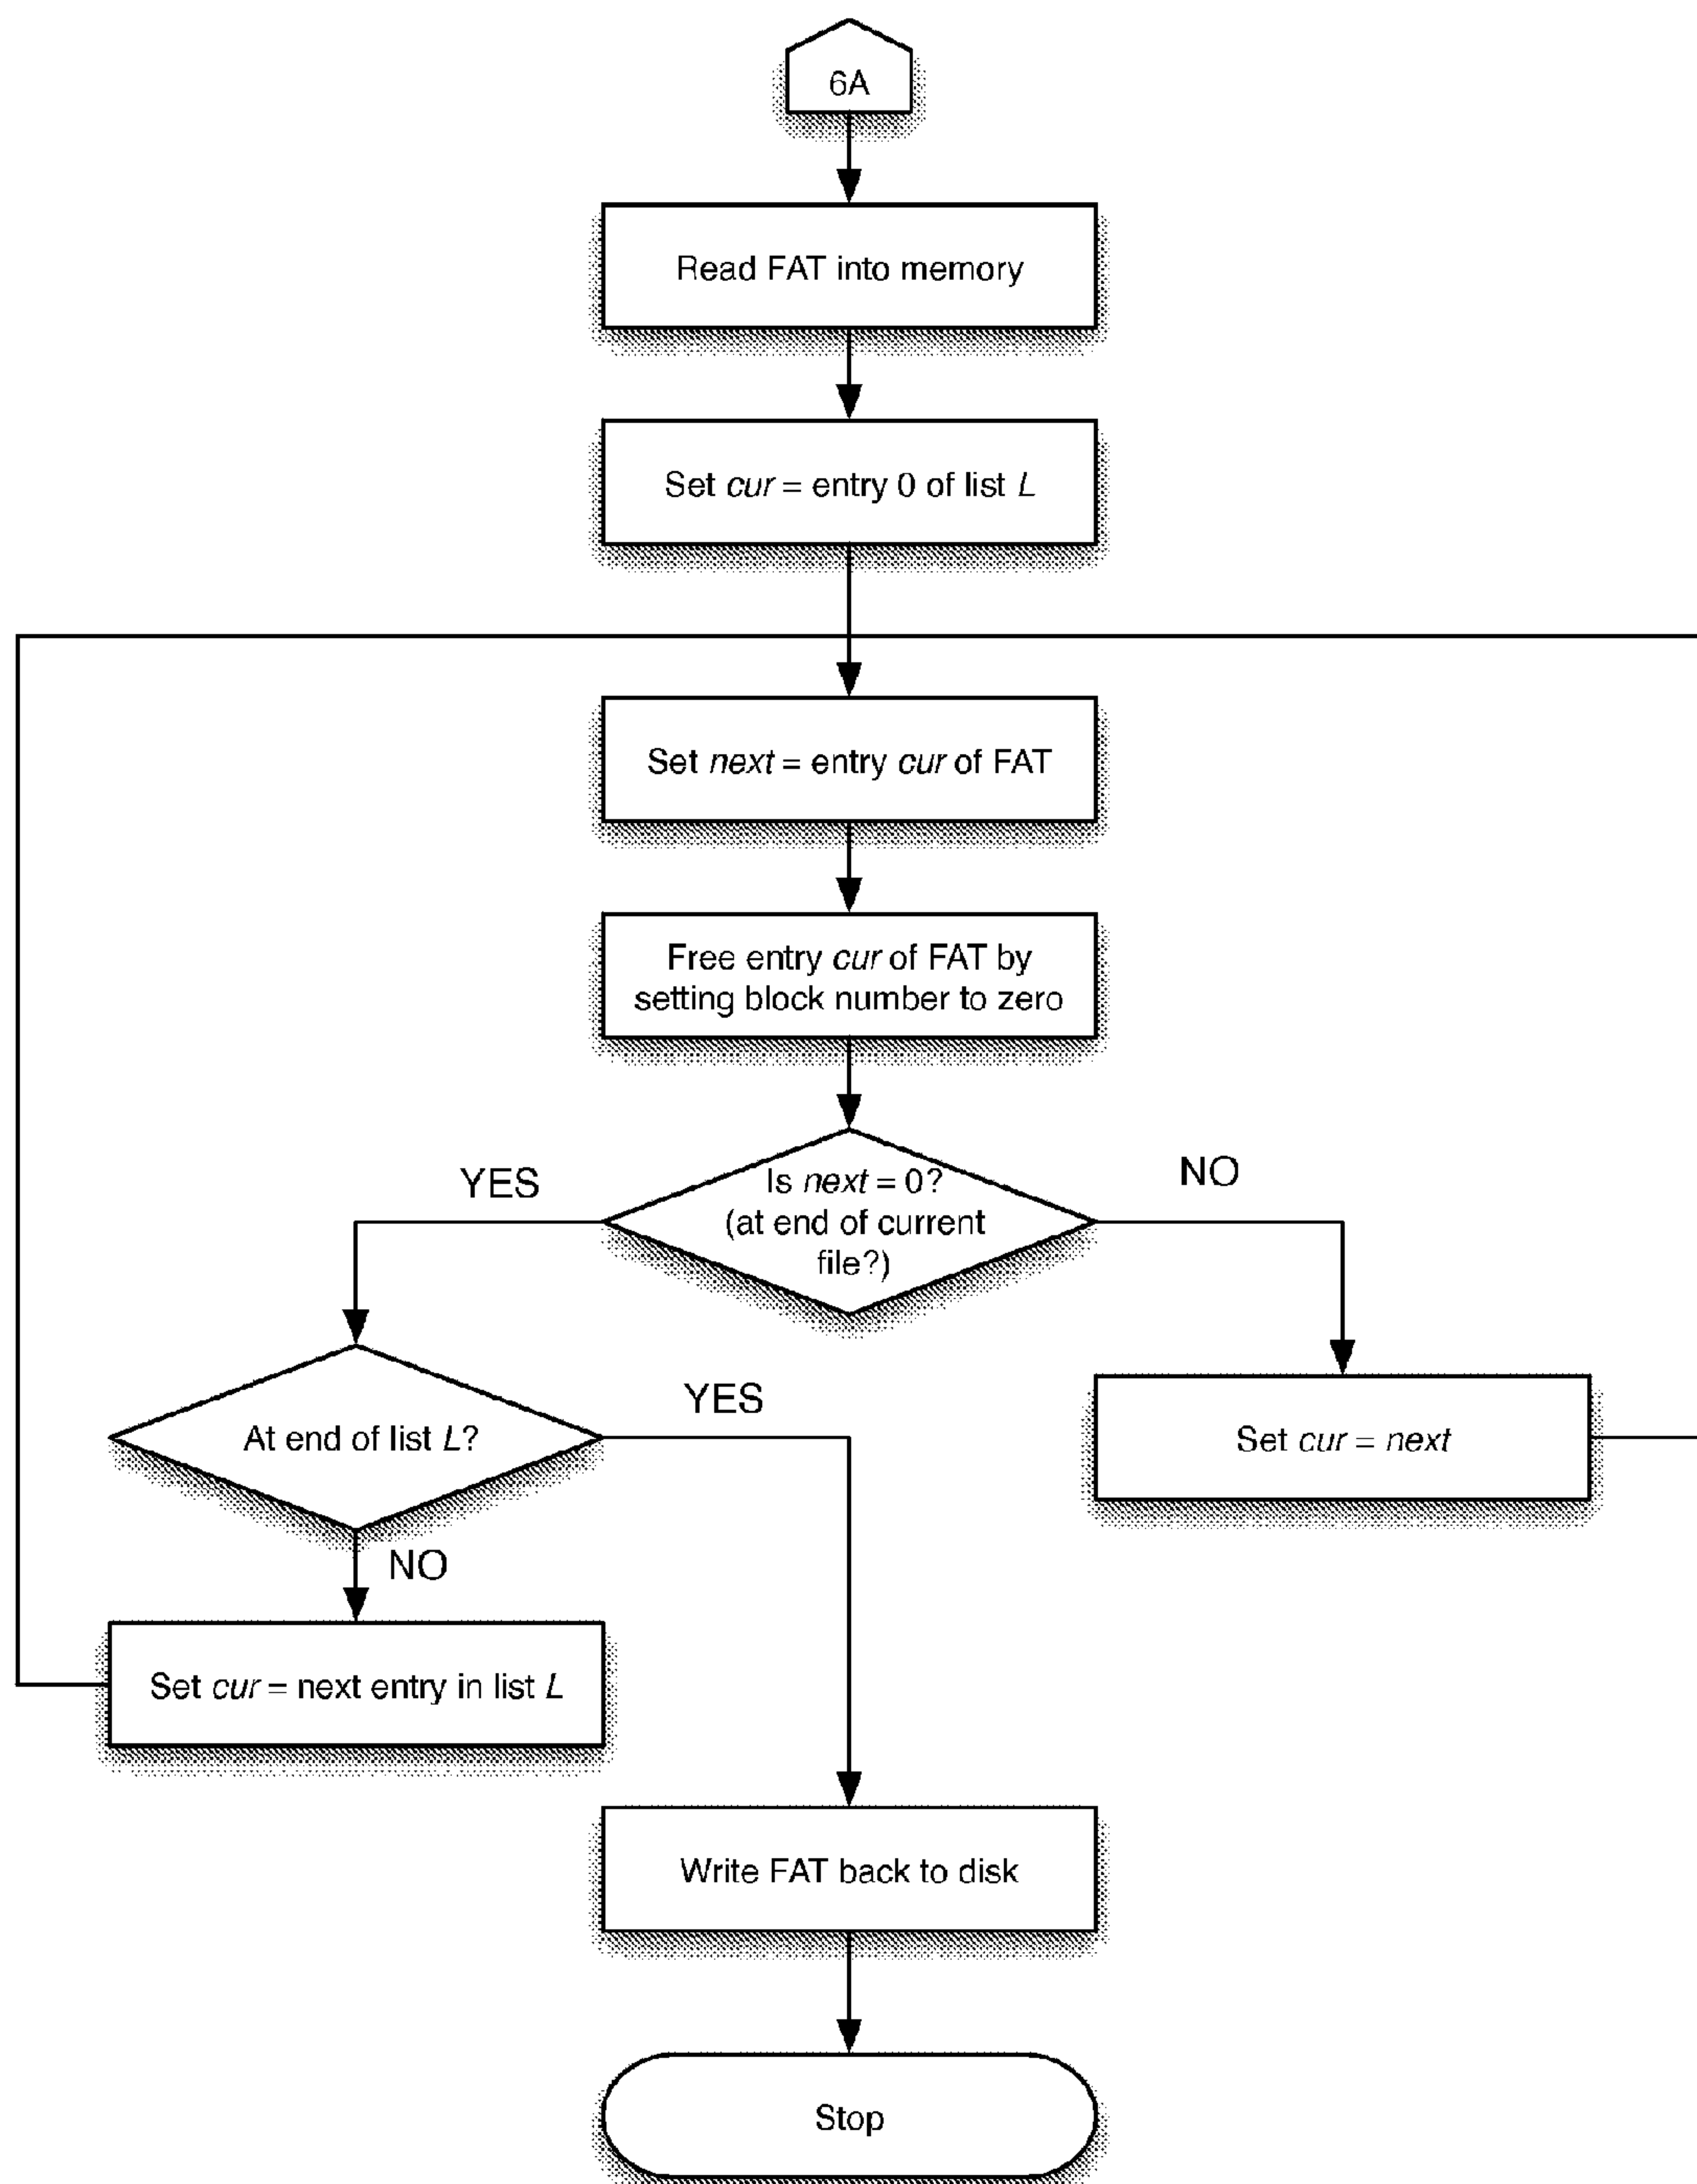 6A
Read FAT into memory
Set cur = entry 0 of list L
Set next = entry cur of FAT
Free entry cur of FAT by
setting block number to zero
YES
NO
Is next = 0?
(at end of current
file?)
YES
At end of list L?
Set cur = next
NO
Set cur = next entry in list L
Write FAT back to disk
Stop